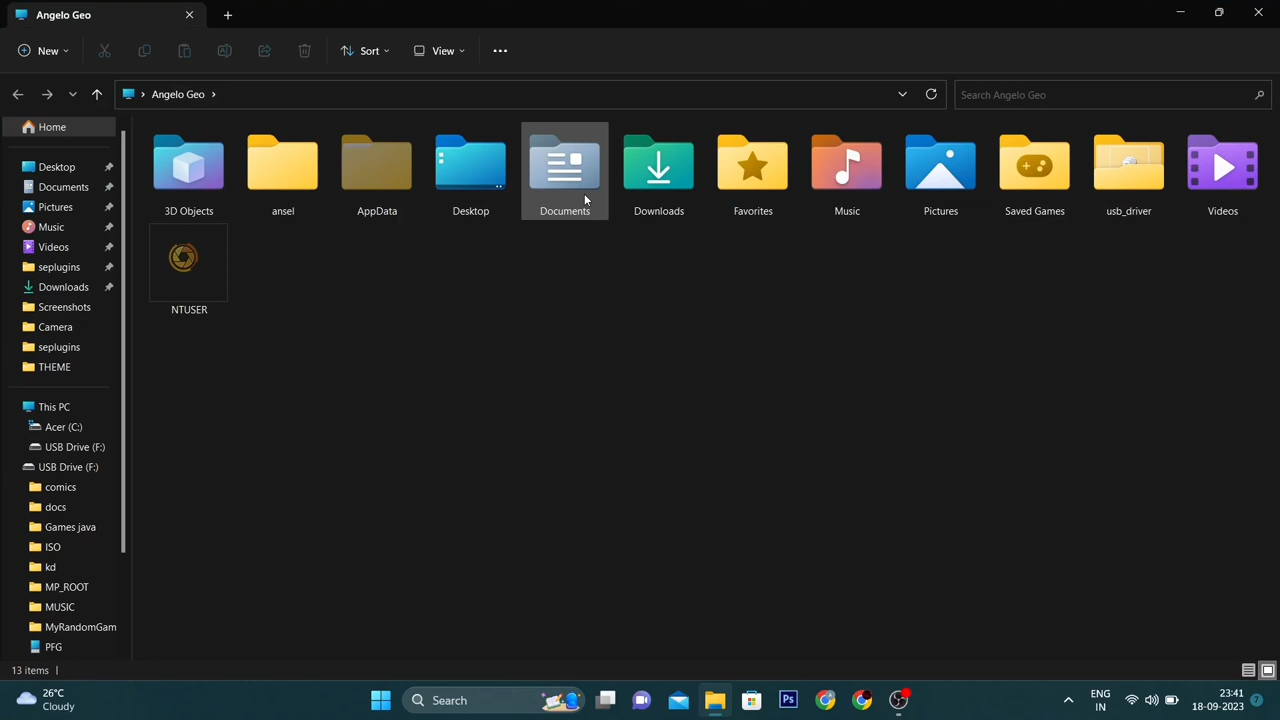 Angelo Geo
New
Sort
View
Angelo Geo
Search Angelo Geo
Home
Desktop
Documents
Pictures
Music
Videos
seplugins
Downloads
Screenshots
Camera
seplugins
THEME
This PC
Acer (C:)
USB Drive (F:)
USB Drive (F:)
comics
docs
Games java
ISO
kd
MP_ROOT
MUSIC
MyRandomGam
PFG
3D Objects
ansel
AppData
Desktop
Documents
Downloads
Favorites
Music
Pictures
Saved Games
usb_driver
Videos
NTUSER
13 items
26°C
Cloudy
Search
Ps
ENG
IN
23:41
18-09-2023
7